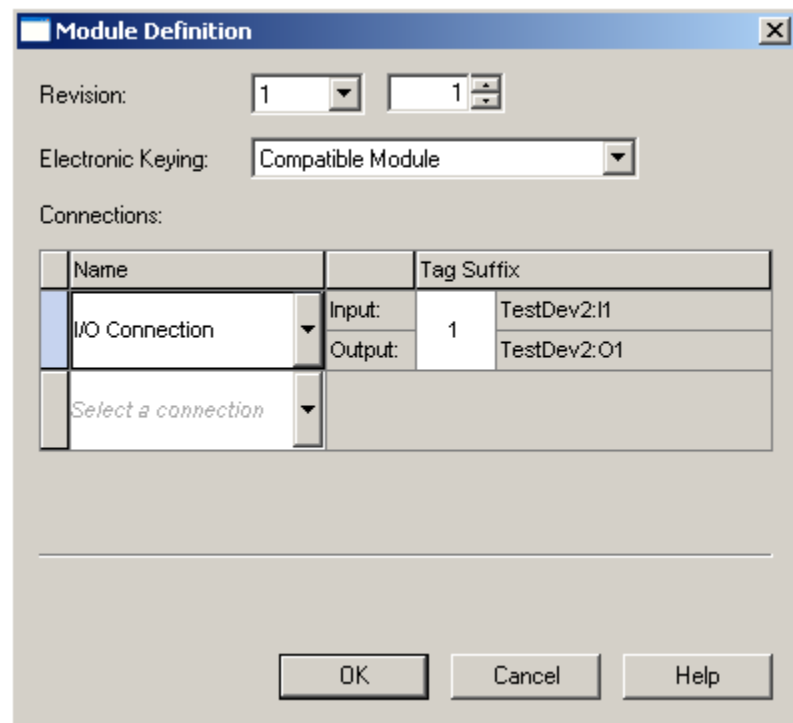 Module Definition
Revision: 1 1
Electronic Keying: Compatible Module
Connections:
Name Tag Suffix
I/O Connection Input: 1 TestDev2:I1
Output: TestDev2:O1
Select a connection
OK Cancel Help